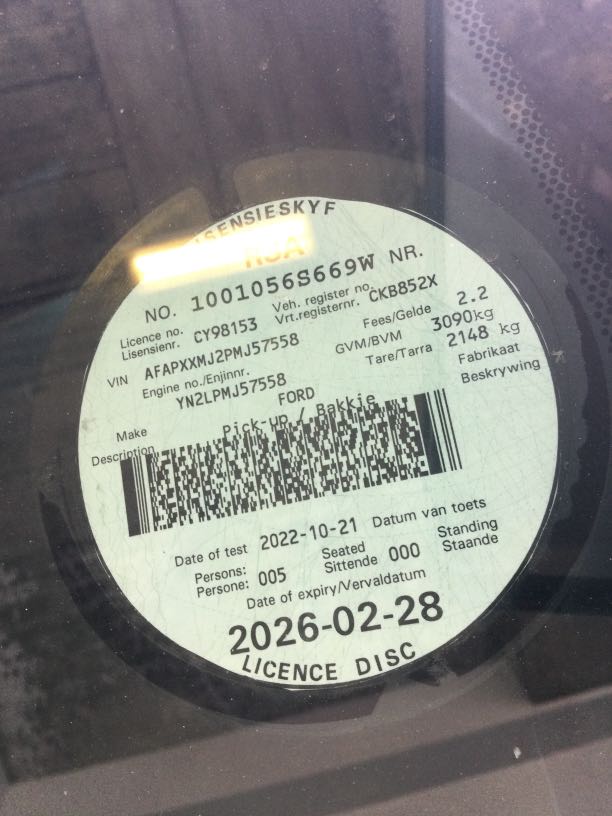 LISENSIESKYF
RSA
NO. 1001056S669W NR.
Licence no. CY98153 Veh. register no. CKB852X
Lisensienr. Vrt.registernr.
VIN AFAPXXMJ2PMJ57558 Fees/Gelde 2.2
Engine no./Enjinnr. GVM/BVM 3090kg
YN2LPMJ57558 Tare/Tarra 2148 kg
Make FORD Fabrikaat
Description Pick-up / Bakkie Beskrywing
Date of test 2022-10-21 Datum van toets
Persons: 005 Seated 000 Standing
Persone: Sittende Staande
Date of expiry/Vervaldatum
2026-02-28
LICENCE DISC